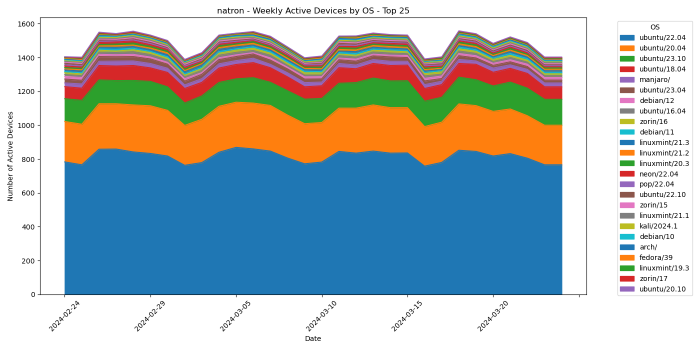 natron - Weekly Active Devices by OS - Top 25
Number of Active Devices
1600
1400
1200
1000
800
600
400
200
0
2024-02-24
2024-02-29
2024-03-05
2024-03-10
2024-03-15
2024-03-20
Date
OS
ubuntu/22.04
ubuntu/20.04
ubuntu/23.10
ubuntu/18.04
manjaro/
ubuntu/23.04
debian/12
ubuntu/16.04
zorin/16
debian/11
linuxmint/21.3
linuxmint/21.2
linuxmint/20.3
neon/22.04
pop/22.04
ubuntu/22.10
zorin/15
linuxmint/21.1
kali/2024.1
debian/10
arch/
fedora/39
linuxmint/19.3
zorin/17
ubuntu/20.10